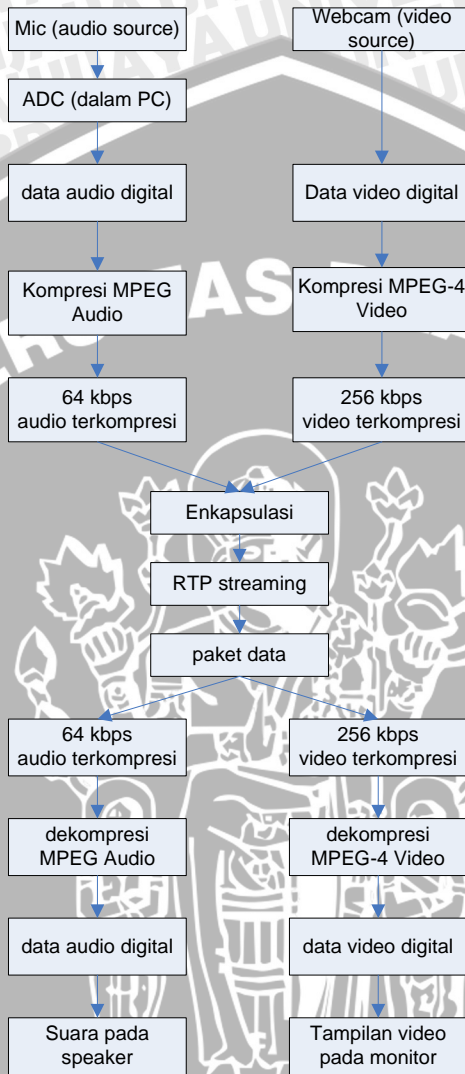 Mic (audio source)
Webcam (video
source)
ADC (dalam PC)
data audio digital
Data video digital
Kompresi MPEG
Audio
Kompresi MPEG-4
Video
64 kbps
audio terkompresi
256 kbps
video terkompresi
Enkapsulasi
RTP streaming
paket data
64 kbps
audio terkompresi
256 kbps
video terkompresi
dekompresi
MPEG Audio
dekompresi
MPEG-4 Video
data audio digital
data video digital
Suara pada
speaker
Tampilan video
pada monitor